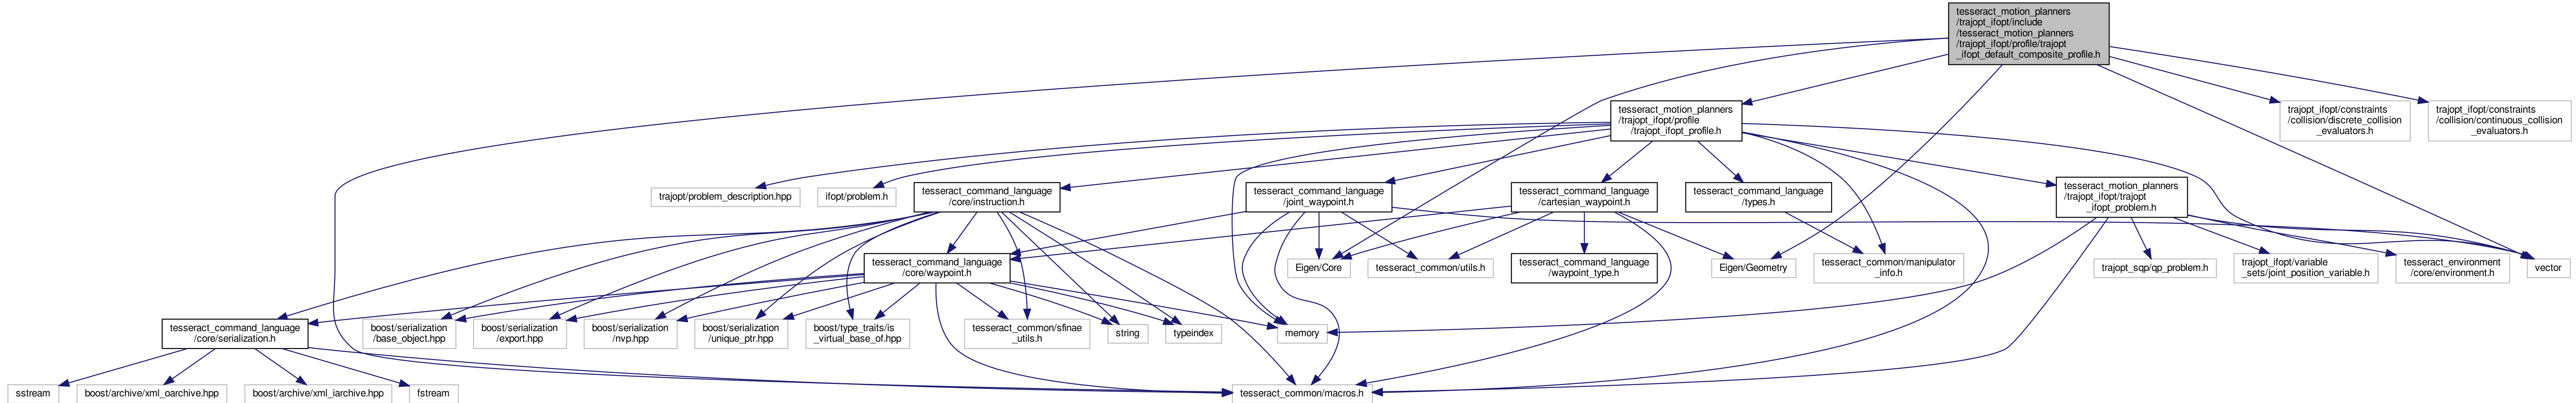 tesseract_motion_planners
/trajopt_ifopt/include
/tesseract_motion_planners
/trajopt_ifopt/profile/trajopt
_ifopt_default_composite_profile.h
tesseract_motion_planners
/trajopt_ifopt/profile
/trajopt_ifopt_profile.h
trajopt_ifopt/constraints
/collision/discrete_collision
_evaluators.h
trajopt_ifopt/constraints
/collision/continuous_collision
_evaluators.h
trajopt/problem_description.hpp
ifopt/problem.h
tesseract_command_language
/core/instruction.h
tesseract_command_language
/joint_waypoint.h
tesseract_command_language
/cartesian_waypoint.h
tesseract_command_language
/types.h
tesseract_motion_planners
/trajopt_ifopt/trajopt
_ifopt_problem.h
tesseract_command_language
/core/waypoint.h
Eigen/Core
tesseract_common/utils.h
tesseract_command_language
/waypoint_type.h
Eigen/Geometry
tesseract_common/manipulator
_info.h
trajopt_sqp/qp_problem.h
trajopt_ifopt/variable
_sets/joint_position_variable.h
tesseract_environment
/core/environment.h
vector
tesseract_command_language
/core/serialization.h
boost/serialization
/base_object.hpp
boost/serialization
/export.hpp
boost/serialization
/nvp.hpp
boost/serialization
/unique_ptr.hpp
boost/type_traits/is
_virtual_base_of.hpp
tesseract_common/sfinae
_utils.h
string
typeindex
memory
sstream
boost/archive/xml_oarchive.hpp
boost/archive/xml_iarchive.hpp
fstream
tesseract_common/macros.h